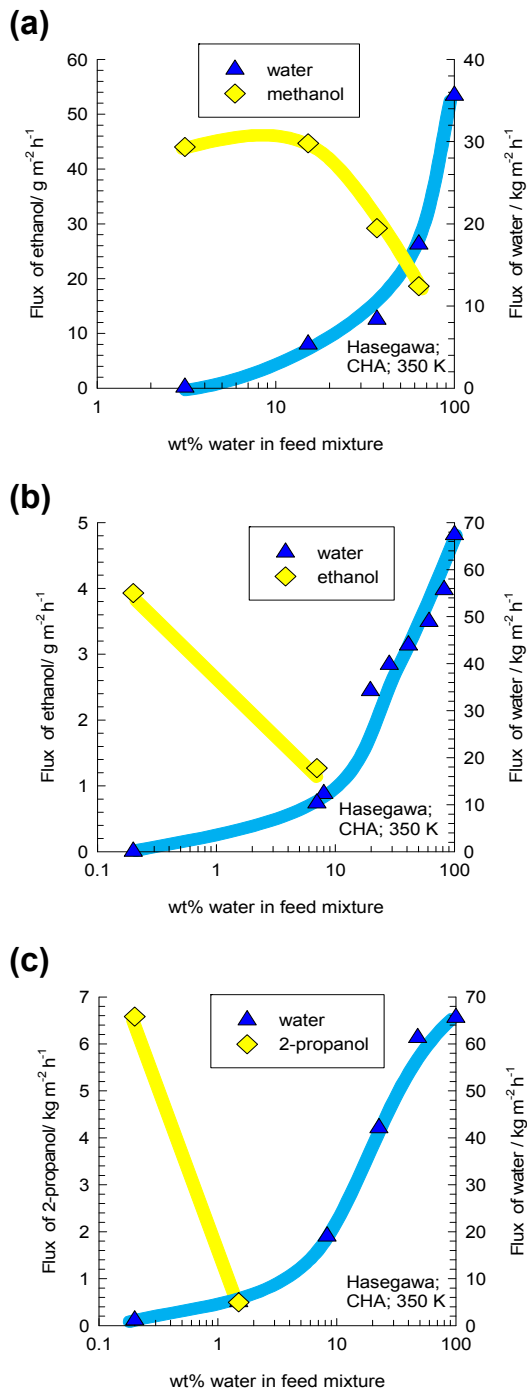 (a)
60
50
40
30
20
10
0
Flux of ethanol/ g m-2 h-1
water
methanol
40
30
20
10
0
Flux of water / kg m-2 h-1
Hasegawa;
CHA; 350 K
1
10
100
wt% water in feed mixture
(b)
5
4
3
2
1
0
Flux of ethanol/ g m-2 h-1
water
ethanol
70
60
50
40
30
20
10
0
Flux of water / kg m-2 h-1
Hasegawa;
CHA; 350 K
0.1
1
10
100
wt% water in feed mixture
(c)
7
6
5
4
3
2
1
0
Flux of 2-propanol/ kg m-2 h-1
water
2-propanol
70
60
50
40
30
20
10
0
Flux of water / kg m-2 h-1
Hasegawa;
CHA; 350 K
0.1
1
10
100
wt% water in feed mixture